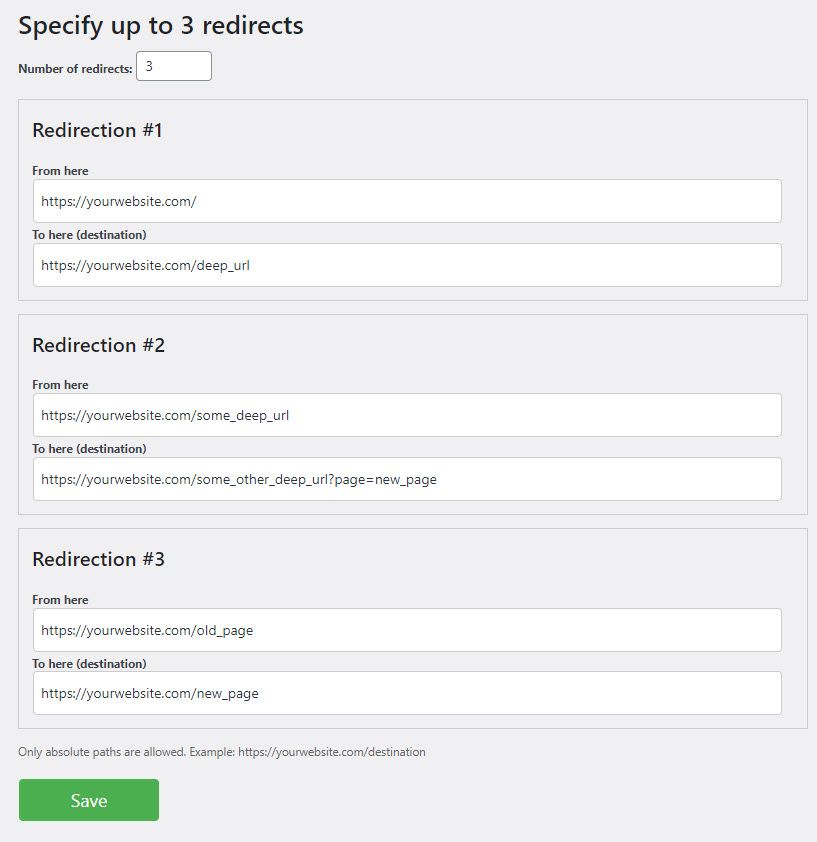 Specify up to 3 redirects
Number of redirects: 3
Redirection #1
From here
https://yourwebsite.com/
To here (destination)
https://yourwebsite.com/deep_url
Redirection #2
From here
https://yourwebsite.com/some_deep_url
To here (destination)
https://yourwebsite.com/some_other_deep_url?page=new_page
Redirection #3
From here
https://yourwebsite.com/old_page
To here (destination)
https://yourwebsite.com/new_page
Only absolute paths are allowed. Example: https://yourwebsite.com/destination
Save